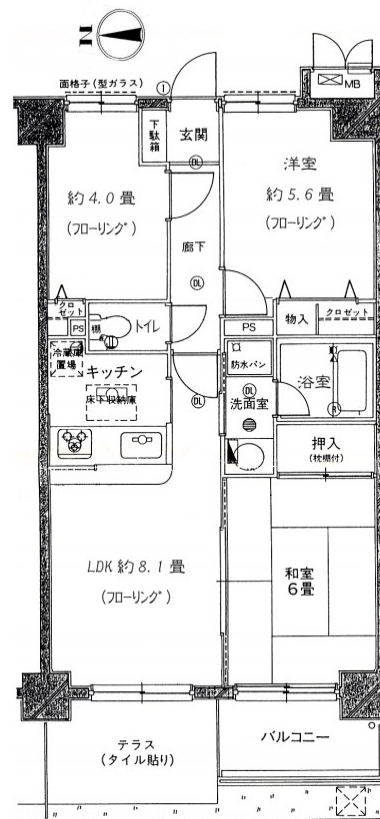 N
面格子(型ガラス)
I
MB
下駄箱
玄関
DL
洋室
約5.6畳
(フローリング)
約4.0畳
(フローリング)
廊下
DL
クロゼット
PS
棚
トイレ
PS
物入
クロゼット
冷蔵庫置場
キッチン
床下収納庫
防水パン
浴室
DL
DL
洗面室
R
押入
(枕棚付)
LDK 約8.1畳
(フローリング)
和室
6畳
テラス
(タイル貼り)
バルコニー